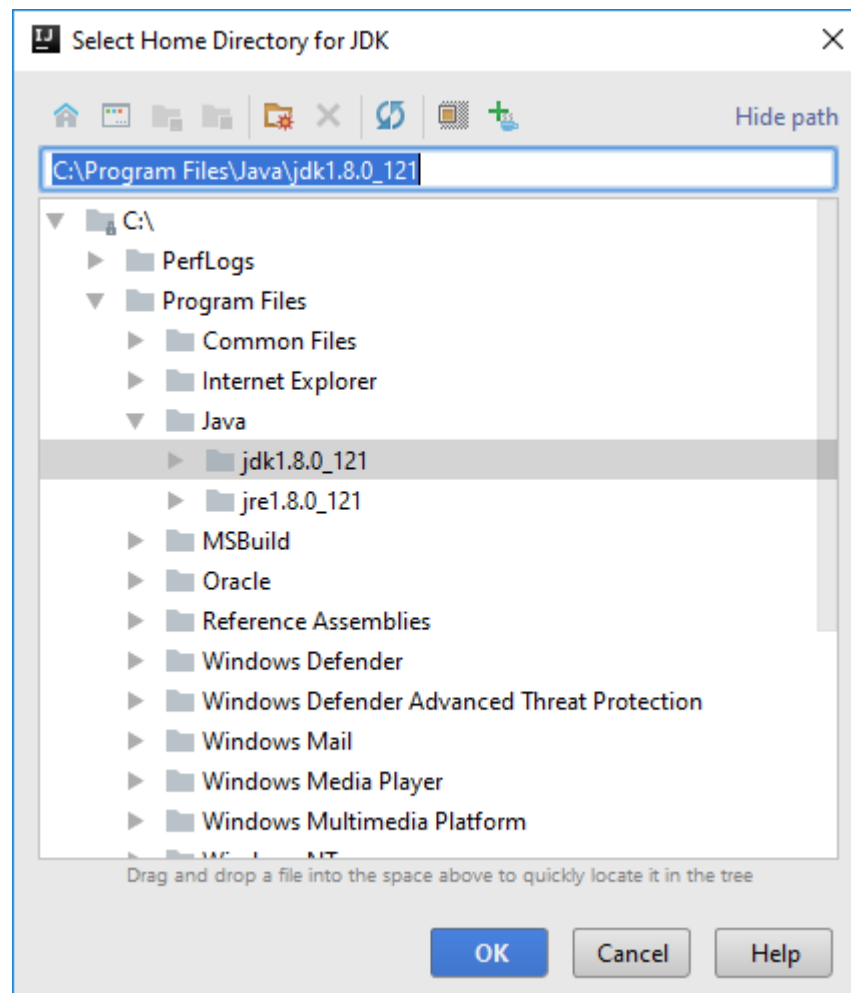 IJ Select Home Directory for JDK
Hide path
C:\Program Files\Java\jdk1.8.0_121
C:\
PerfLogs
Program Files
Common Files
Internet Explorer
Java
jdk1.8.0_121
jre1.8.0_121
MSBuild
Oracle
Reference Assemblies
Windows Defender
Windows Defender Advanced Threat Protection
Windows Mail
Windows Media Player
Windows Multimedia Platform
Drag and drop a file into the space above to quickly locate it in the tree
OK Cancel Help